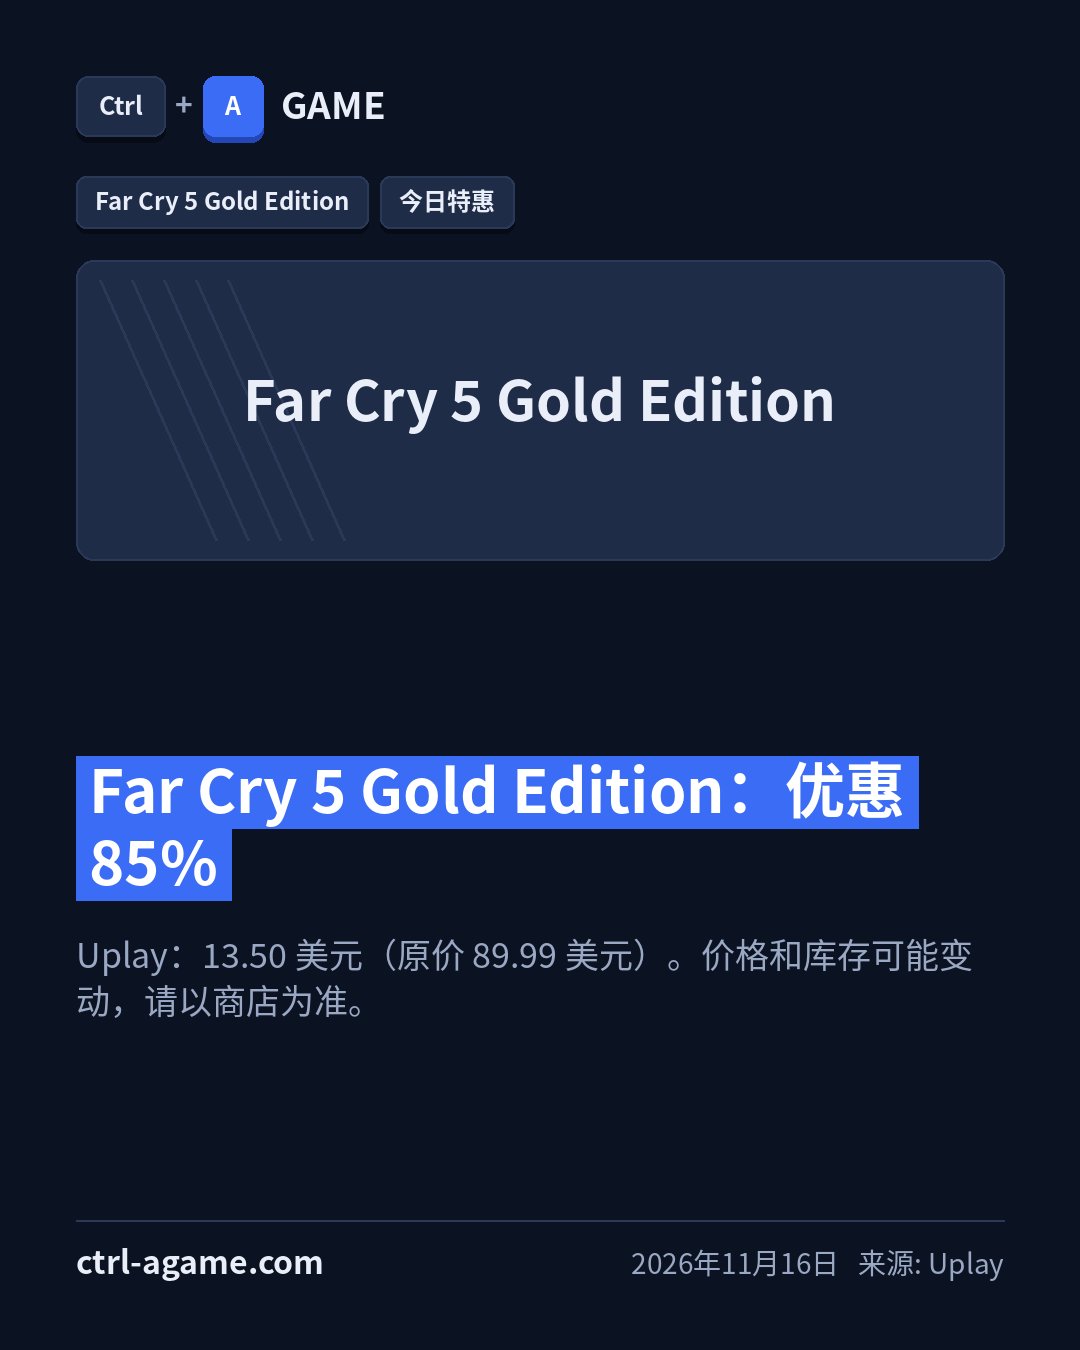 Ctrl + A GAME
Far Cry 5 Gold Edition 今日特惠
Far Cry 5 Gold Edition
Far Cry 5 Gold Edition：优惠
85%
Uplay：13.50 美元（原价 89.99 美元）。价格和库存可能变
动，请以商店为准。
ctrl-agame.com 2026年11月16日 来源: Uplay